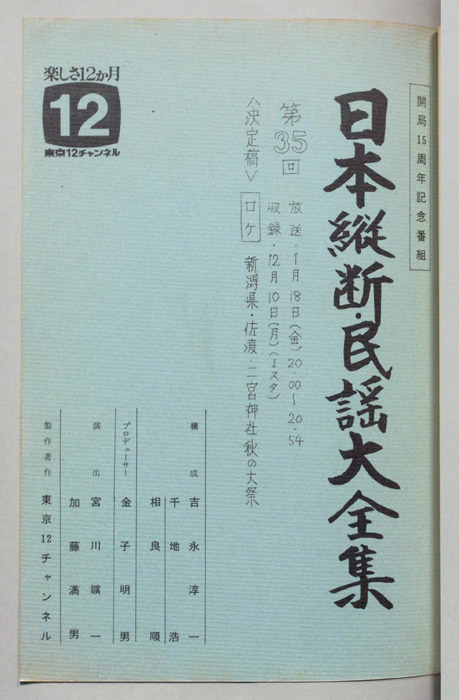 開局15周年記念番組
日本縦断・民謡大全集
第35回
放送・1月18日(金)20:00〜20:54
収録・12月10日(月)(1スタ)
〈決定稿〉
ロケ 新潟県・佐渡・二宮神社秋の大祭
楽しさ12か月
12
東京12チャンネル
構成 吉永淳一
千地浩
相良順
プロデューサー 金子明男
演出 宮川鑛一
加藤満男
製作著作 東京12チャンネル